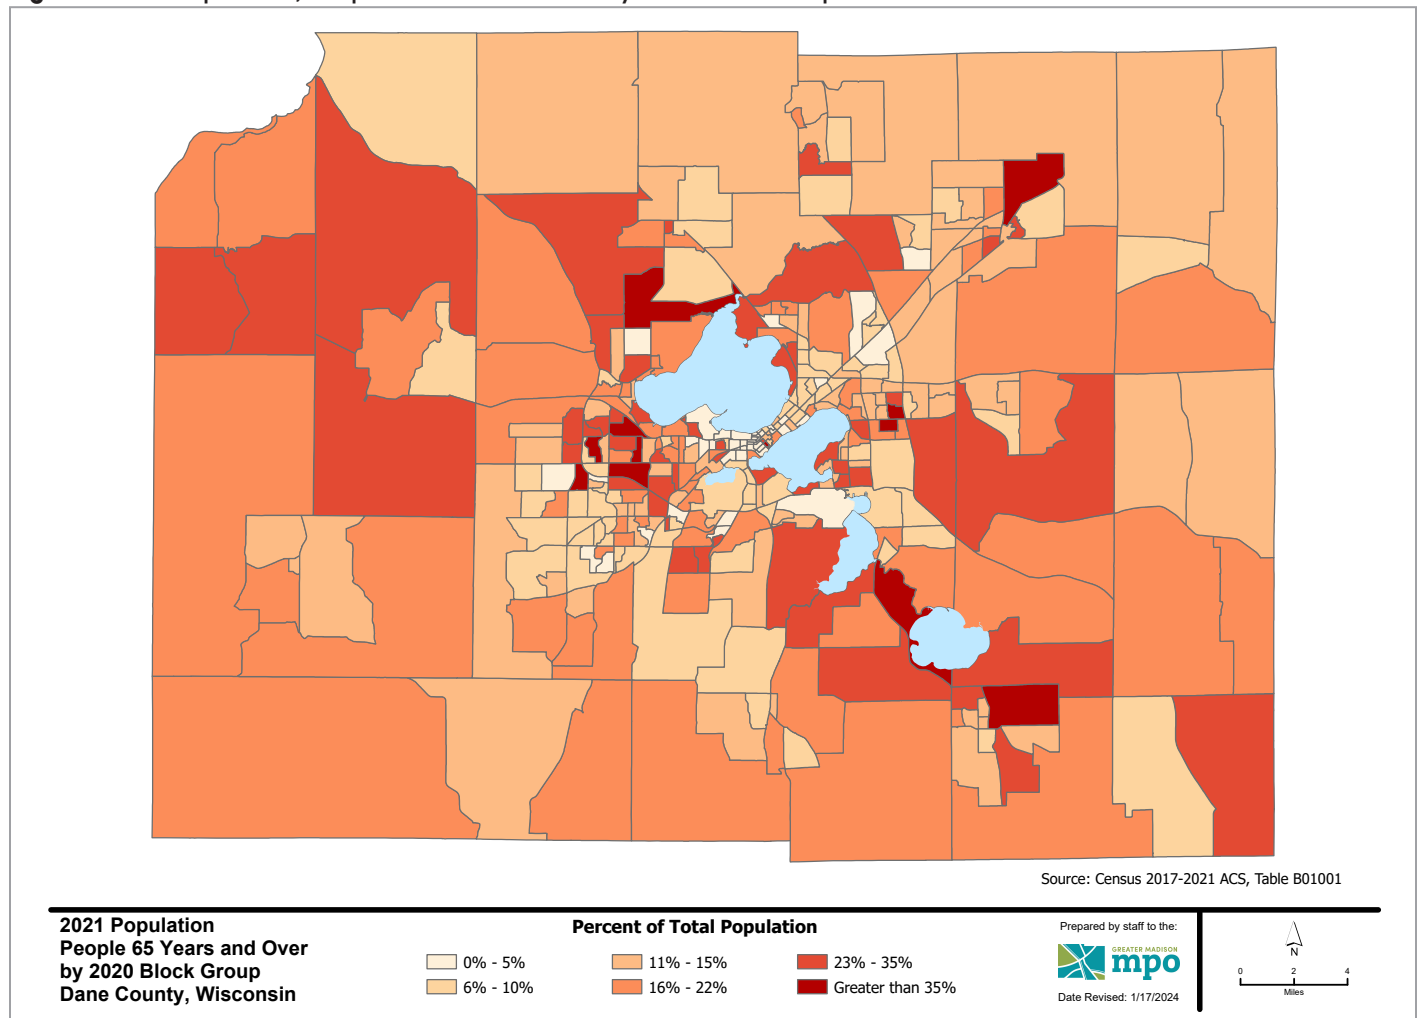 Source: Census 2017-2021 ACS, Table B01001
2021 Population
People 65 Years and Over
by 2020 Block Group
Dane County, Wisconsin
Percent of Total Population
0% - 5%
6% - 10%
11% - 15%
16% - 22%
23% - 35%
Greater than 35%
Prepared by staff to the:
GREATER MADISON
mpo
Date Revised: 1/17/2024
N
0 2 4
Miles